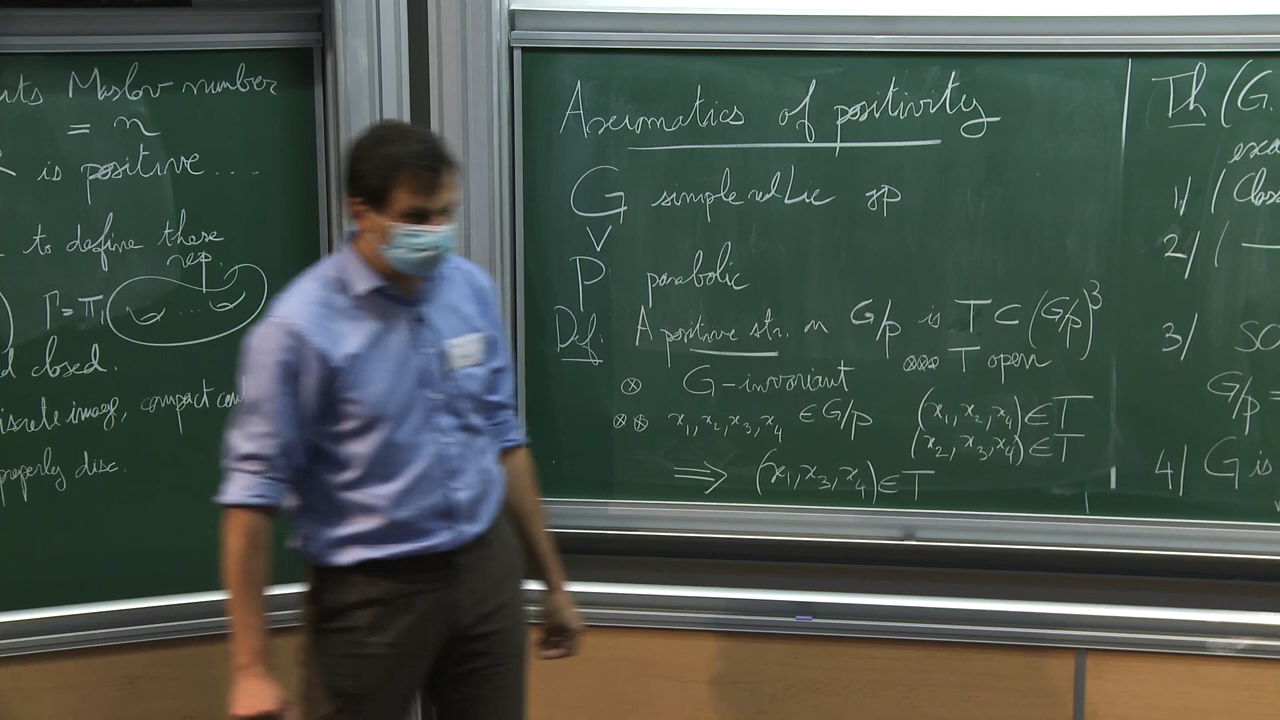 Maslov number
= n
is positive ....
to define these
rep.
Γ = π₁
d closed.
discrete image, compact
properly disc.
Axiomatics of positivity
G simple real Lie gp
V
P parabolic
Def. A positive str. on G/P is T ⊂ (G/P)³
⊗⊗⊗ T open
⊗ G-invariant
⊗⊗ x₁, x₂, x₃, x₄ ∈ G/P (x₁, x₂, x₄) ∈ T
(x₂, x₃, x₄) ∈ T
⟹ (x₁, x₃, x₄) ∈ T
Th (G.
1/ (
2/ ( —
3/ SO
G/P =
4/ G is